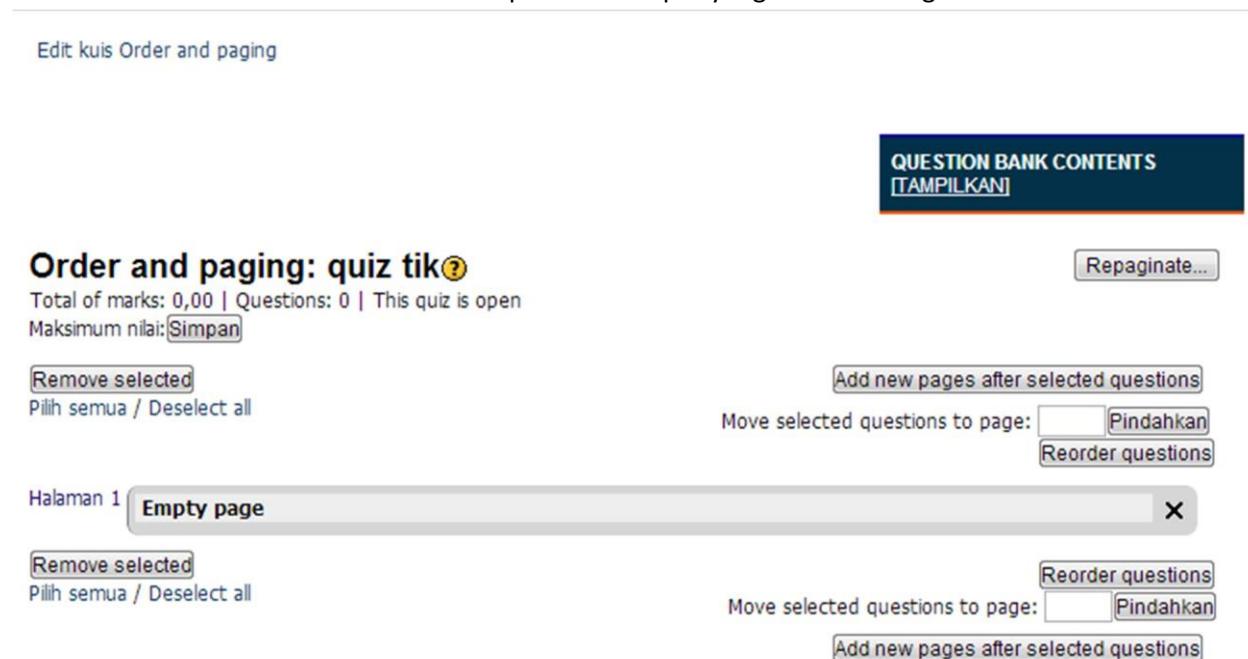 Edit kuis Order and paging
QUESTION BANK CONTENTS
[TAMPILKAN]
Order and paging: quiz tik
Repaginate...
Total of marks: 0,00 | Questions: 0 | This quiz is open
Maksimum nilai: Simpan
Remove selected
Pilih semua / Deselect all
Add new pages after selected questions
Move selected questions to page: Pindahkan
Reorder questions
Halaman 1
Empty page
Remove selected
Pilih semua / Deselect all
Reorder questions
Move selected questions to page: Pindahkan
Add new pages after selected questions